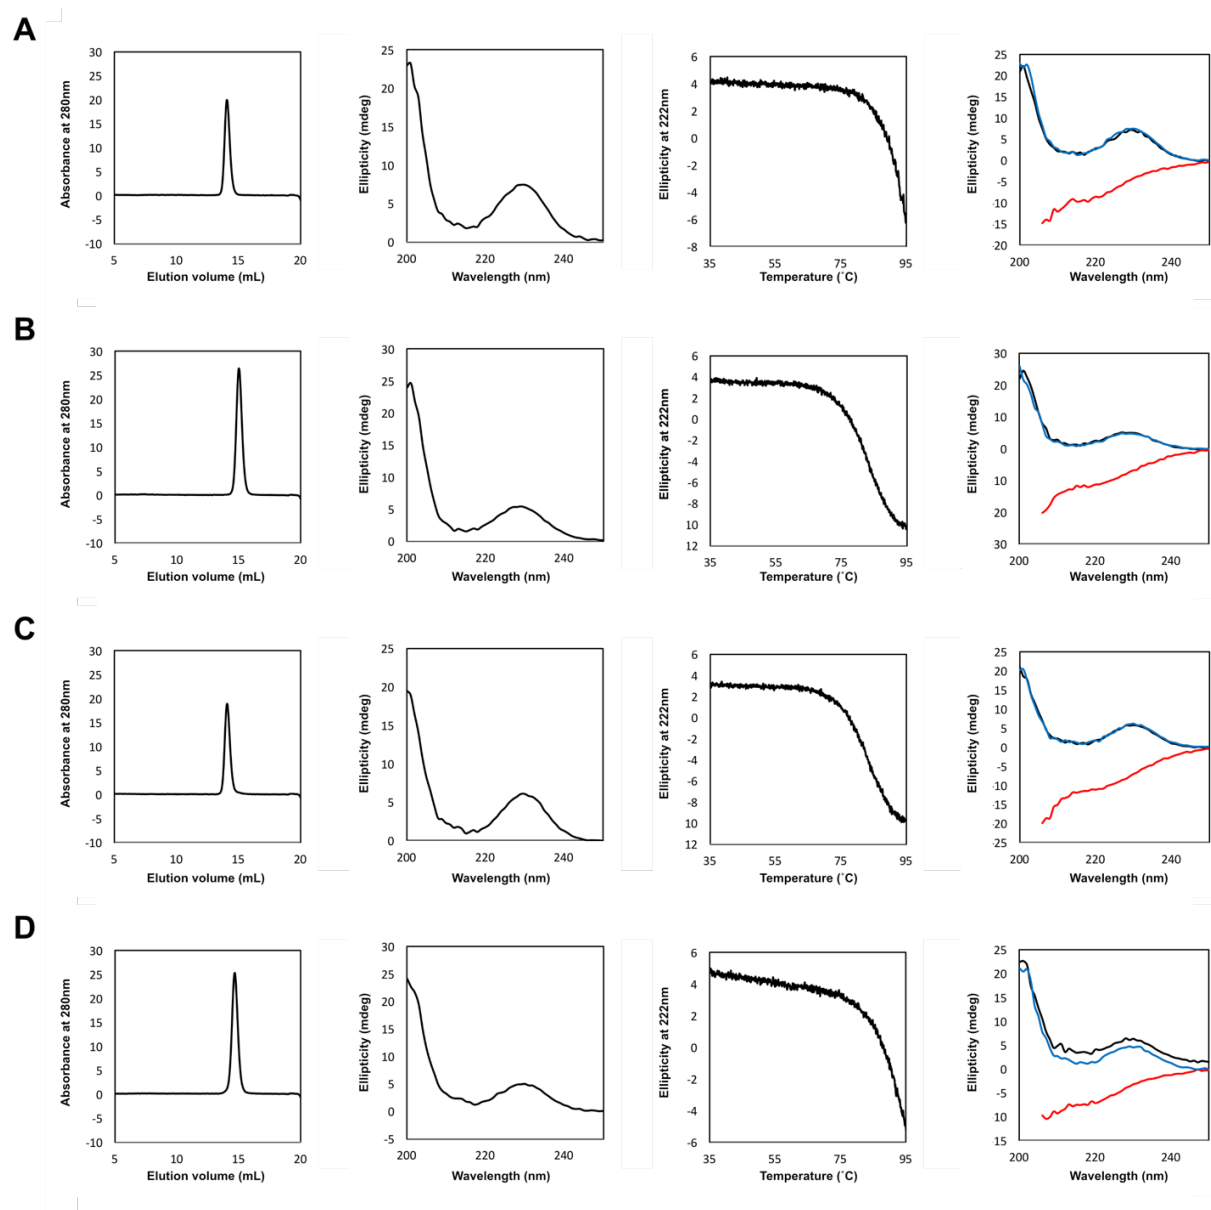 A
Absorbance at 280nm
30
25
20
15
10
5
0
-5
-10
5 10 15 20
Elution volume (mL)
Ellipticity (mdeg)
25
20
15
10
5
0
200 220 240
Wavelength (nm)
Ellipticity at 222nm
6
4
2
0
-2
-4
-6
-8
35 55 75 95
Temperature (˚C)
Ellipticity (mdeg)
25
20
15
10
5
0
-5
-10
-15
-20
200 220 240
Wavelength (nm)
B
Absorbance at 280nm
30
25
20
15
10
5
0
-5
-10
5 10 15 20
Elution volume (mL)
Ellipticity (mdeg)
30
25
20
15
10
5
0
200 220 240
Wavelength (nm)
Ellipticity at 222nm
6
4
2
0
-2
-4
-6
-8
10
12
35 55 75 95
Temperature (˚C)
Ellipticity (mdeg)
30
20
10
0
10
20
30
200 220 240
Wavelength (nm)
C
Absorbance at 280nm
30
25
20
15
10
5
0
-5
-10
5 10 15 20
Elution volume (mL)
Ellipticity (mdeg)
25
20
15
10
5
0
200 220 240
Wavelength (nm)
Ellipticity at 222nm
6
4
2
0
-2
-4
-6
-8
10
12
35 55 75 95
Temperature (˚C)
Ellipticity (mdeg)
25
20
15
10
5
0
-5
-10
-15
-20
-25
200 220 240
Wavelength (nm)
D
Absorbance at 280nm
30
25
20
15
10
5
0
-5
-10
5 10 15 20
Elution volume (mL)
Ellipticity (mdeg)
30
25
20
15
10
5
0
-5
200 220 240
Wavelength (nm)
Ellipticity at 222nm
6
4
2
0
-2
-4
-6
35 55 75 95
Temperature (˚C)
Ellipticity (mdeg)
25
20
15
10
5
0
-5
10
15
200 220 240
Wavelength (nm)